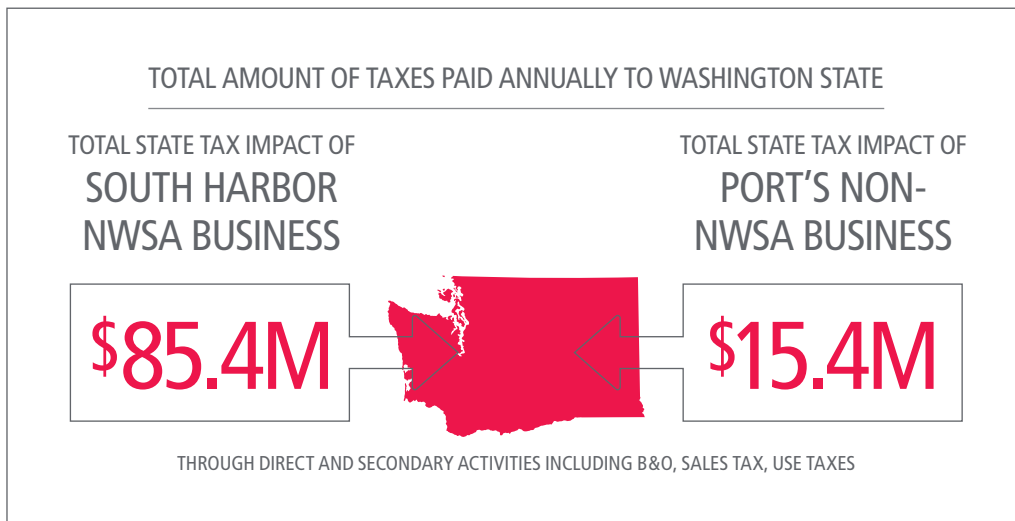 TOTAL AMOUNT OF TAXES PAID ANNUALLY TO WASHINGTON STATE
TOTAL STATE TAX IMPACT OF
SOUTH HARBOR
NWSA BUSINESS
$85.4M
TOTAL STATE TAX IMPACT OF
PORT'S NON-
NWSA BUSINESS
$15.4M
THROUGH DIRECT AND SECONDARY ACTIVITIES INCLUDING B&O, SALES TAX, USE TAXES